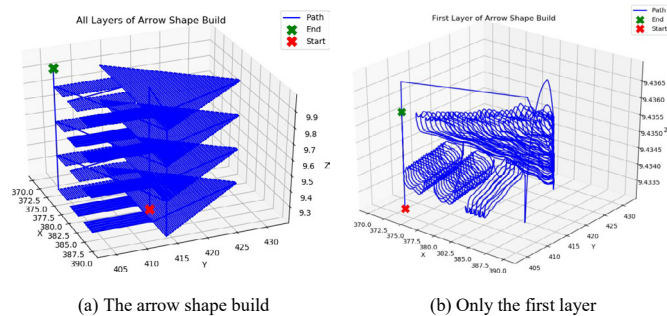 All Layers of Arrow Shape Build
Path
End
Start
9.9
9.8
9.7
9.6
9.5
9.4
9.3
Z
370.0
372.5
375.0
377.5
380.0
382.5
385.0
387.5
390.0
X
405
410
415
420
425
430
Y
(a) The arrow shape build
First Layer of Arrow Shape Build
Path
End
Start
9.4365
9.4360
9.4355
9.4350
9.4345
9.4340
9.4335
370.0
372.5
375.0
377.5
380.0
382.5
385.0
387.5
390.0
X
405
410
415
420
425
430
Y
(b) Only the first layer